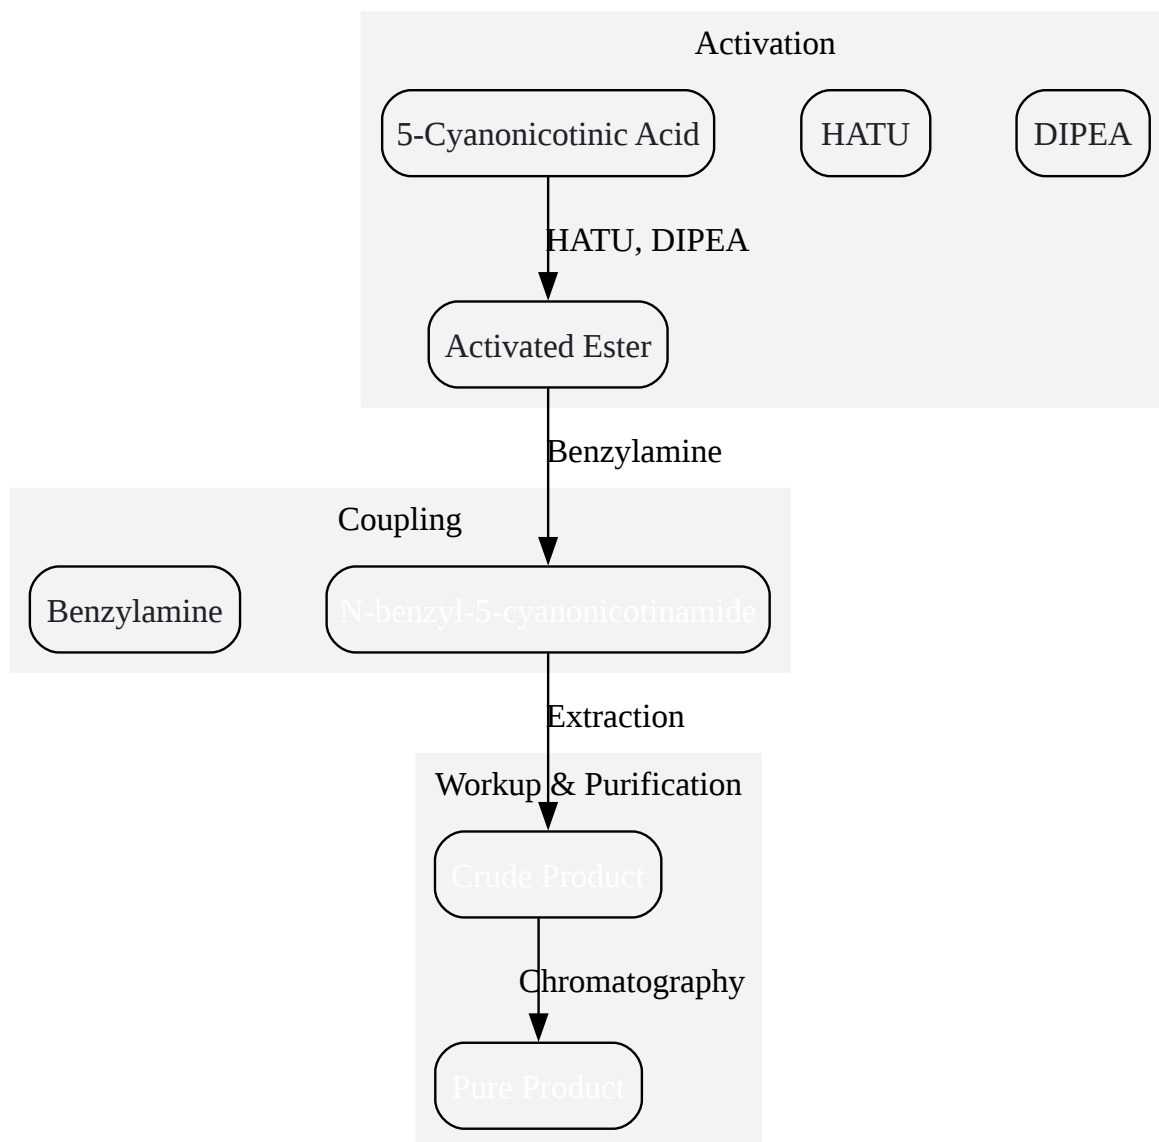 Activation
5-Cyanonicotinic Acid
HATU
DIPEA
HATU, DIPEA
Activated Ester
Benzylamine
Coupling
Benzylamine
N-benzyl-5-cyanonicotinamide
Extraction
Workup & Purification
Crude Product
Chromatography
Pure Product